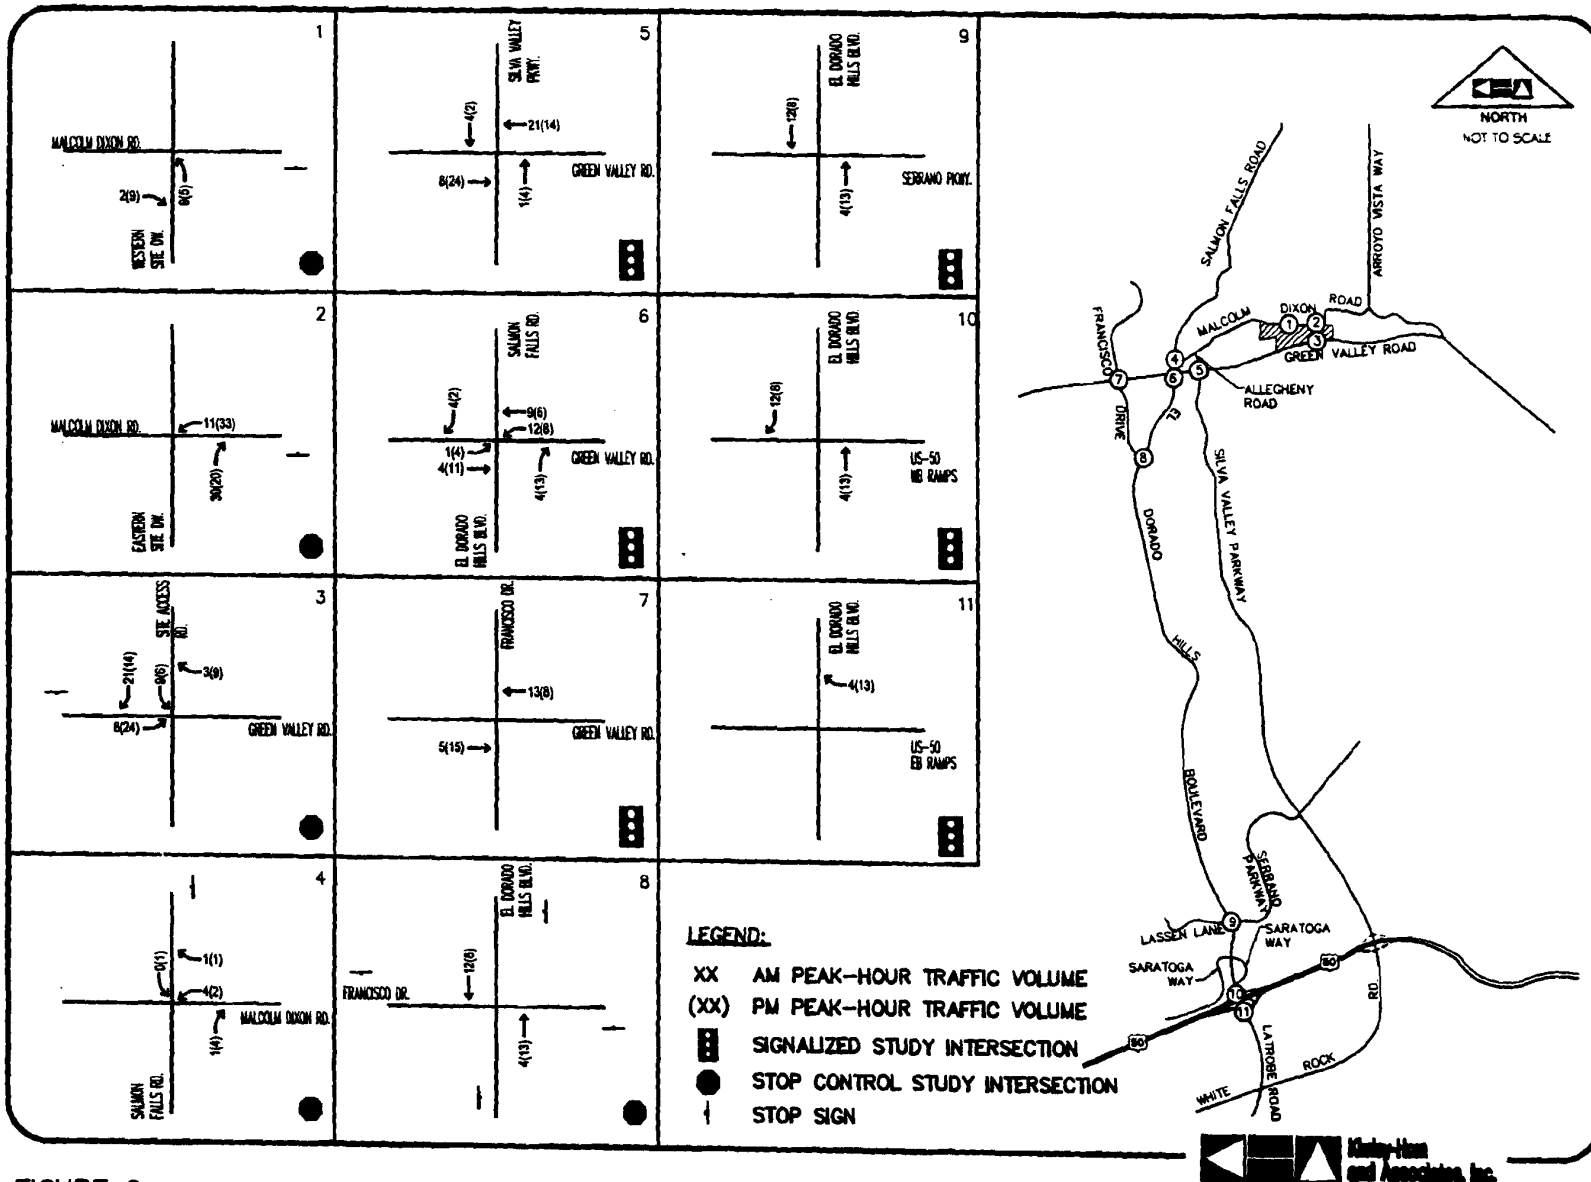 1
MALCOLM DIXON RD.
2(9)
WESTERN
SITE DW.
5
SILVA VALLEY
PKWY.
4(2)
21(14)
GREEN VALLEY RD.
8(24)
1(4)
9
EL DORADO
HILLS BLVD.
12(8)
SERRANO PKWY.
4(13)
2
MALCOLM DIXON RD.
11(33)
30(20)
EASTERN
SITE DW.
6
SALMON
FALLS RD.
4(2)
9(6)
12(8)
1(4)
4(11)
GREEN VALLEY RD.
4(13)
EL DORADO
HILLS BLVD.
10
EL DORADO
HILLS BLVD.
12(8)
US-50
WB RAMPS
4(13)
3
SITE ACCESS
RD.
21(14)
9(6)
3(9)
8(24)
GREEN VALLEY RD.
7
FRANCISCO DR.
13(8)
5(15)
GREEN VALLEY RD.
11
EL DORADO
HILLS BLVD.
4(13)
US-50
EB RAMPS
4
0(1)
1(1)
4(2)
MALCOLM DIXON RD.
1(4)
SALMON
FALLS RD.
8
EL DORADO
HILLS BLVD.
12(8)
FRANCISCO DR.
4(13)
NORTH
NOT TO SCALE
SALMON FALLS ROAD
ARROYO VISTA WAY
FRANCISCO
DRIVE
MALCOLM
DIXON
ROAD
1
2
3
GREEN VALLEY ROAD
4
5
6
7
ALLEGHENY
ROAD
EL
8
DORADO
HILLS
BOULEVARD
SILVA VALLEY PARKWAY
SERRANO
PARKWAY
LASSEN LANE
9
SARATOGA
WAY
SARATOGA
WAY
50
10
11
50
LATROBE ROAD
WHITE
ROCK
RD.
LEGEND:
XX AM PEAK-HOUR TRAFFIC VOLUME
(XX) PM PEAK-HOUR TRAFFIC VOLUME
SIGNALIZED STUDY INTERSECTION
STOP CONTROL STUDY INTERSECTION
STOP SIGN
Kimley-Horn
and Associates, Inc.